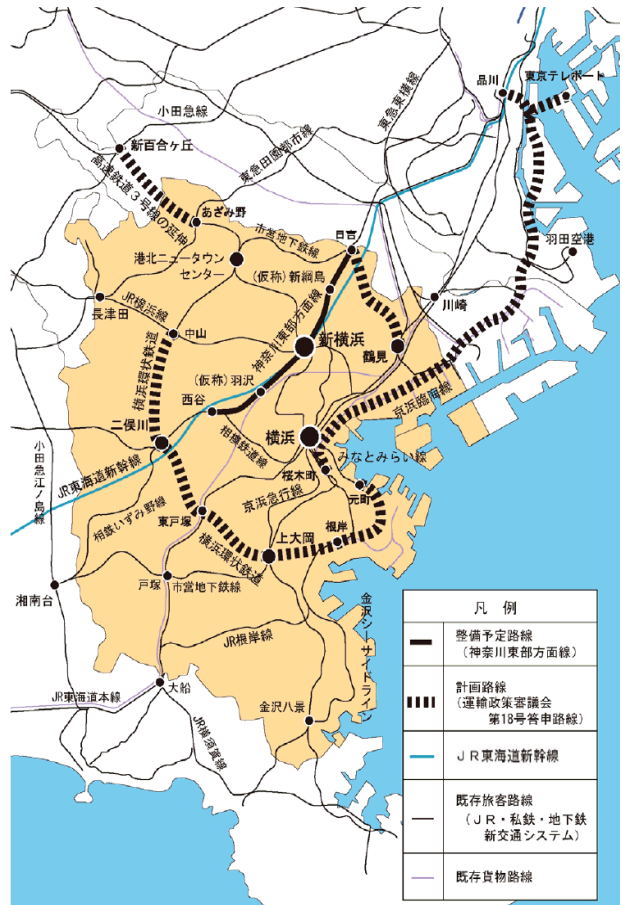 品川
東京テレポート
小田急線
東急東横線
新百合ヶ丘
東急田園都市線
高速鉄道3号線の延伸
あざみ野
市営地下鉄線
日吉
羽田空港
港北ニュータウン
センター
(仮称)新綱島
神奈川東部方面線
川崎
長津田
JR横浜線
中山
新横浜
鶴見
横浜環状鉄道
(仮称)羽沢
西谷
京浜臨海線
二俣川
相模鉄道線
横浜
みなとみらい線
小田急江ノ島線
JR東海道新幹線
桜木町
元町
相鉄いずみ野線
京浜急行線
東戸塚
根岸
横浜環状鉄道
上大岡
湘南台
戸塚
市営地下鉄線
金沢シーサイドライン
JR根岸線
JR東海道本線
大船
JR横須賀線
金沢八景
凡 例
整備予定路線
(神奈川東部方面線)
計画路線
(運輸政策審議会
第18号答申路線)
JR東海道新幹線
既存旅客路線
(JR・私鉄・地下鉄
新交通システム)
既存貨物路線